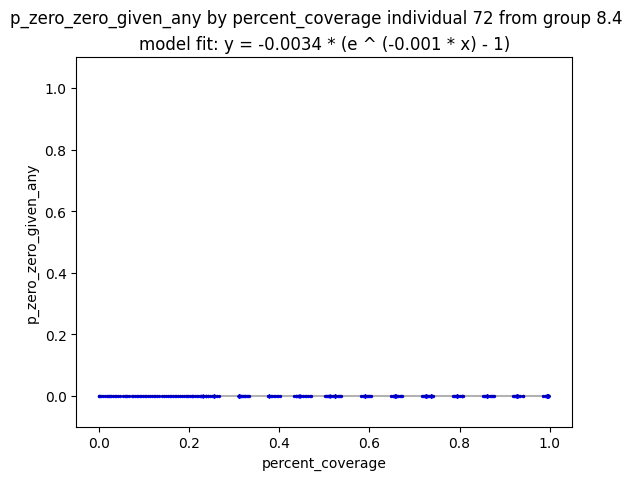 p_zero_zero_given_any by percent_coverage individual 72 from group 8.4
model fit: y = -0.0034 * (e ^ (-0.001 * x) - 1)
1.0
0.8
0.6
0.4
0.2
0.0
p_zero_zero_given_any
0.0 0.2 0.4 0.6 0.8 1.0
percent_coverage